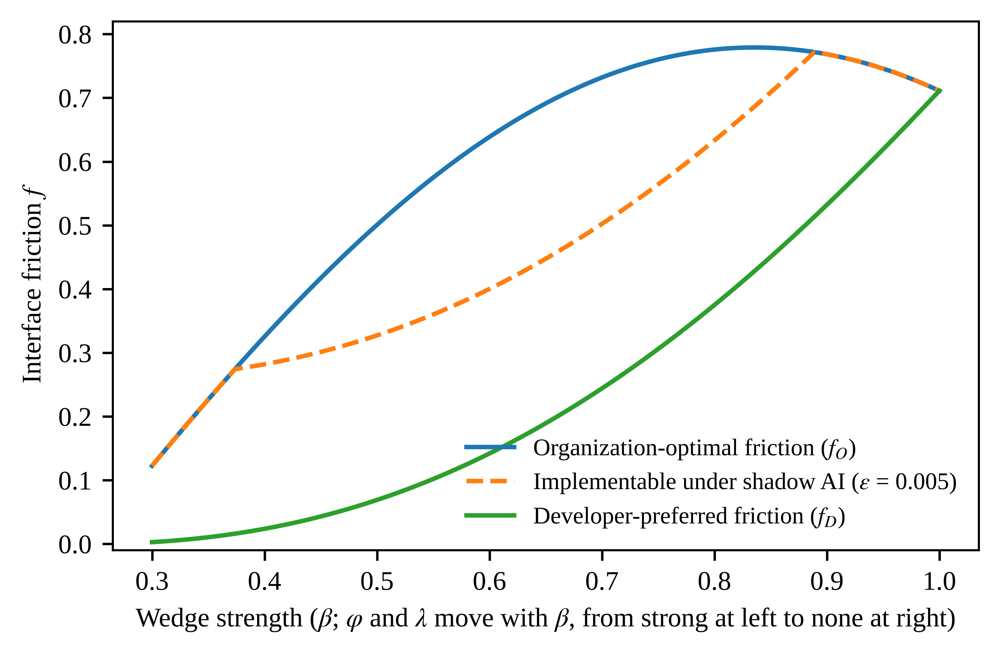 0.8
0.7
0.6
0.5
0.4
0.3
0.2
0.1
0.0
Interface friction f
Organization-optimal friction (f_O)
Implementable under shadow AI (ε = 0.005)
Developer-preferred friction (f_D)
0.3 0.4 0.5 0.6 0.7 0.8 0.9 1.0
Wedge strength (β; φ and λ move with β, from strong at left to none at right)